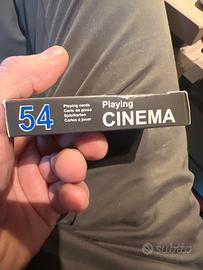 54
Playing cards
Carte da gioco
Spielkarten
Cartes à jouer
Playing
CINEMA
subito